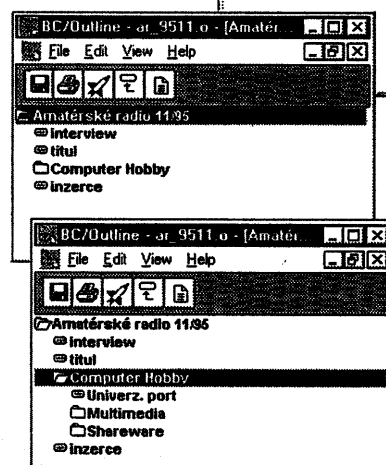 BC/Outline - ar_9511.o - [Amatér...
File Edit View Help
Amatérské radio 11/95
interview
titul
Computer Hobby
inzerce
BC/Outline - ar_9511.o - [Amatér...
File Edit View Help
Amatérské radio 11/95
interview
titul
Computer Hobby
Univerz. port
Multimedia
Shareware
inzerce